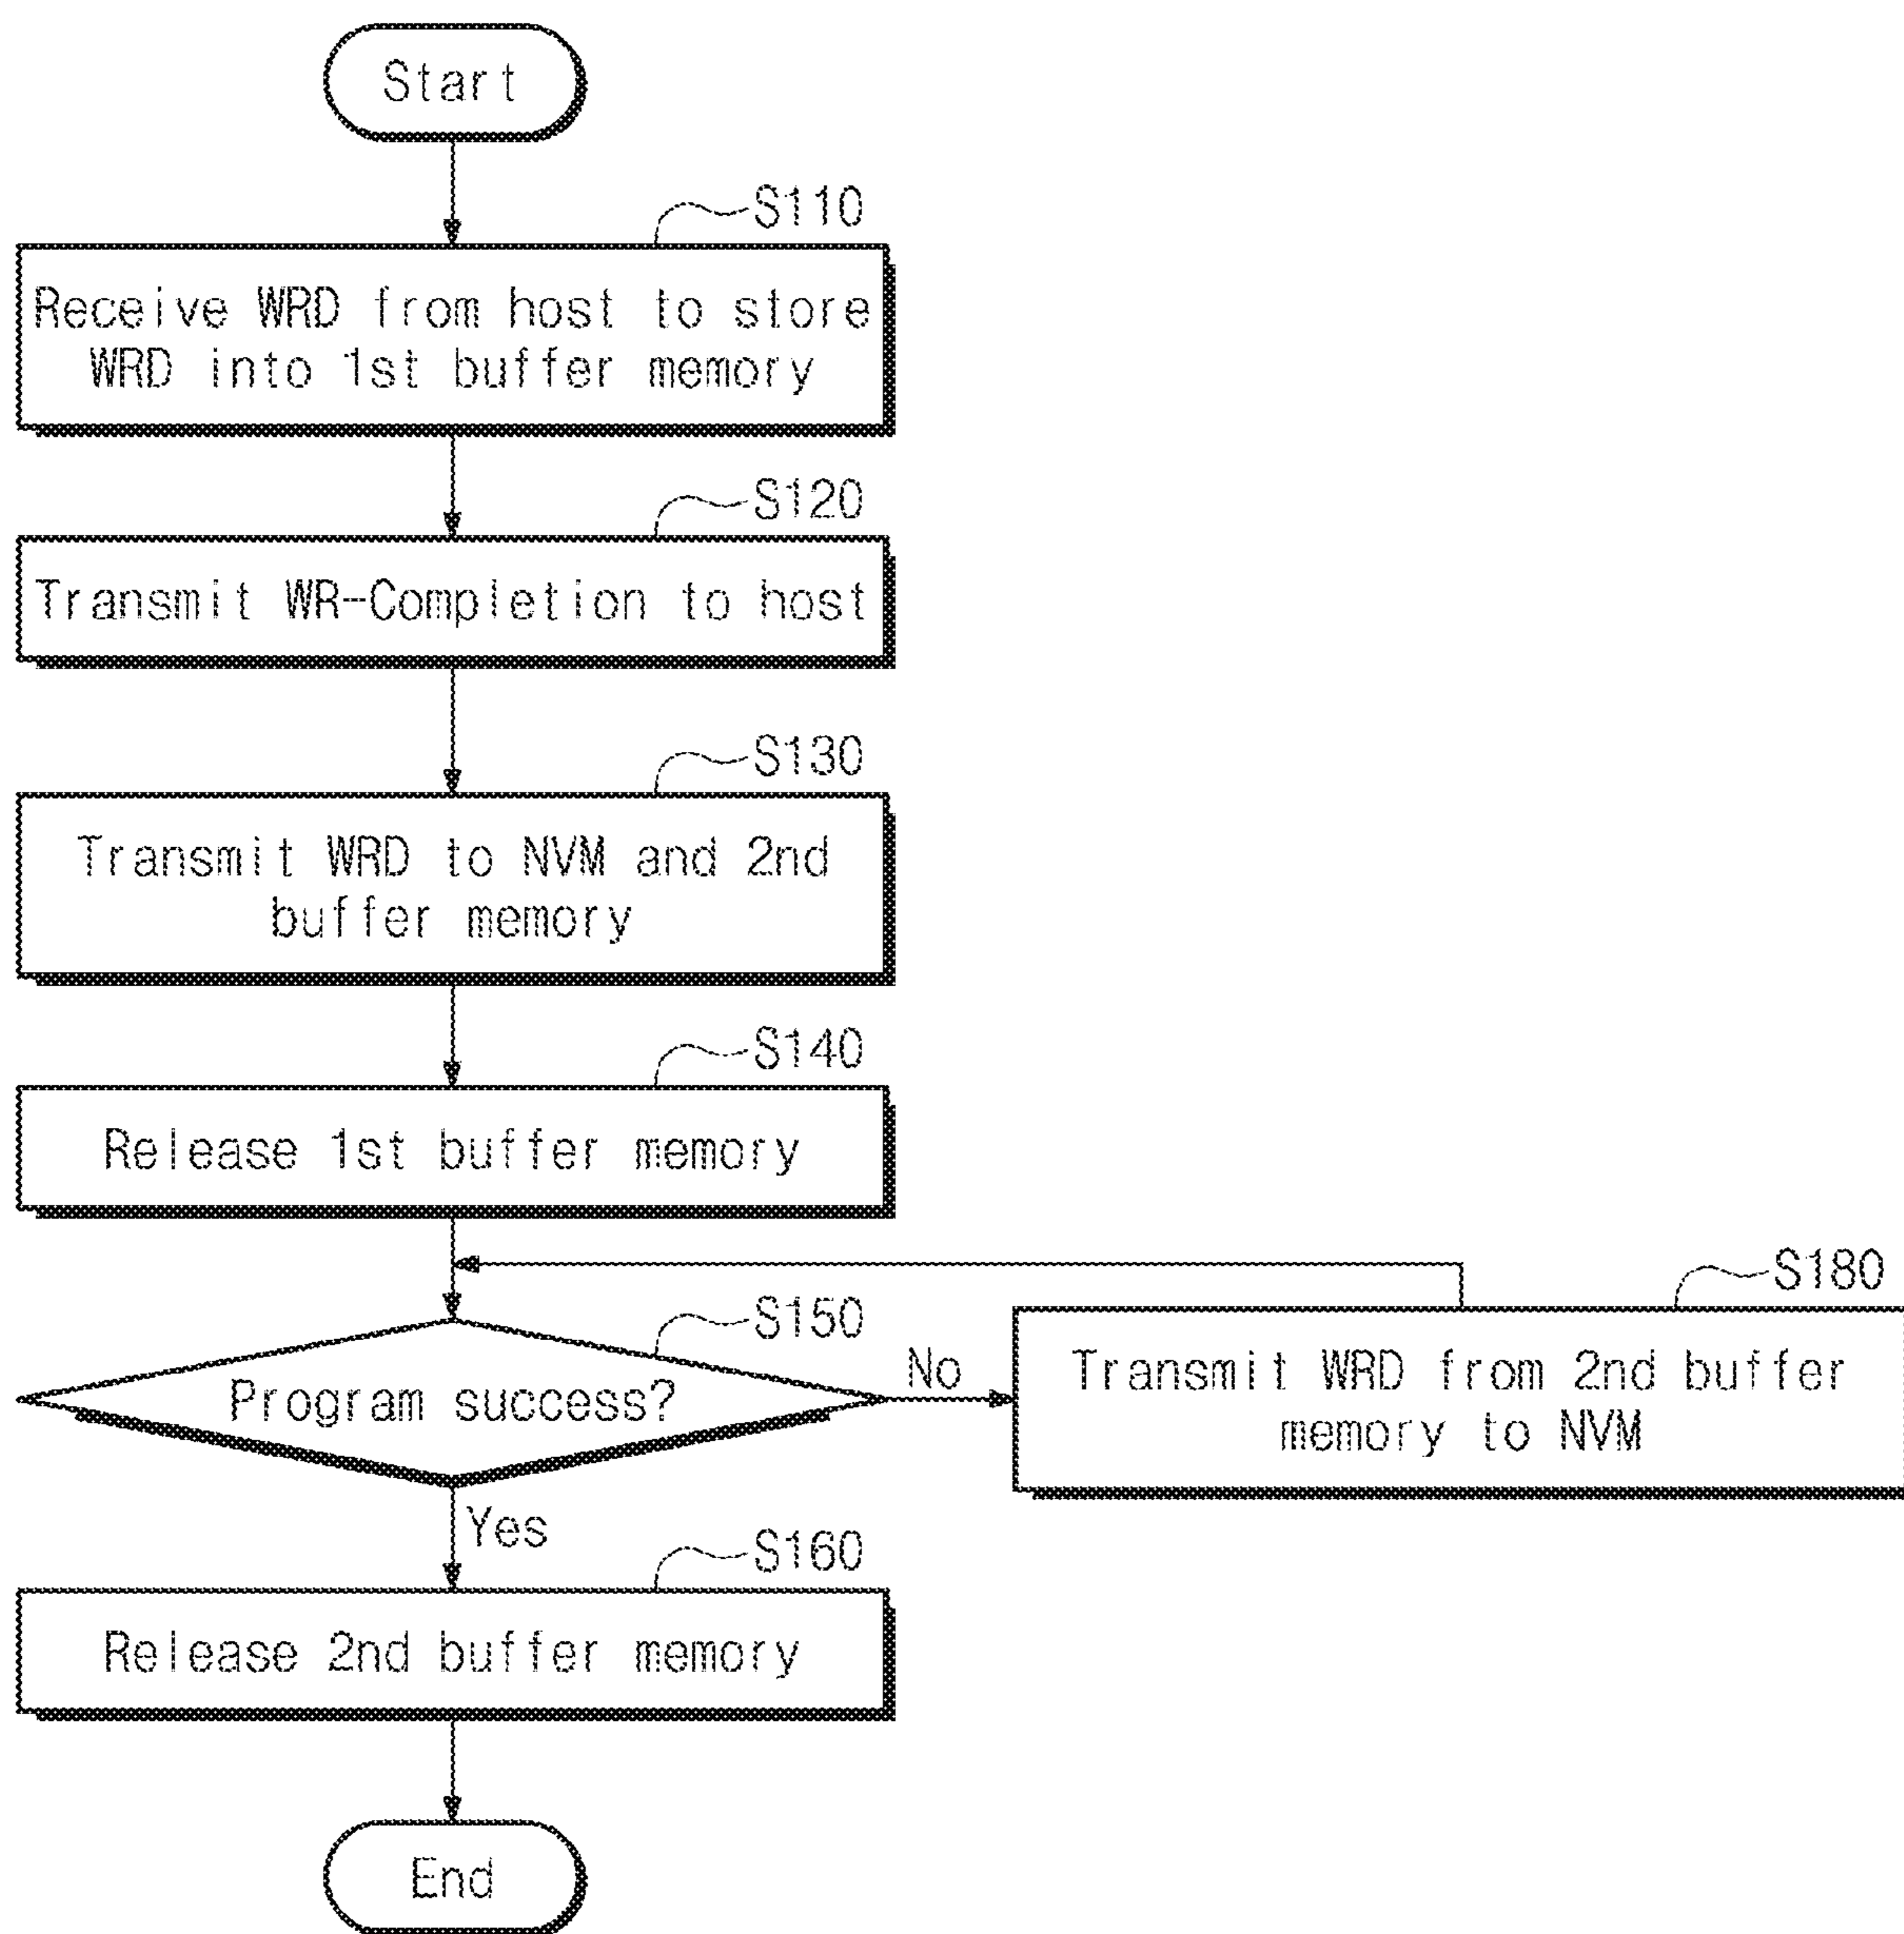 Start
S110
Receive WRD from host to store
WRD into 1st buffer memory
S120
Transmit WR-Completion to host
S130
Transmit WRD to NVM and 2nd
buffer memory
S140
Release 1st buffer memory
S150
Program success?
No
S180
Transmit WRD from 2nd buffer
memory to NVM
Yes
S160
Release 2nd buffer memory
End